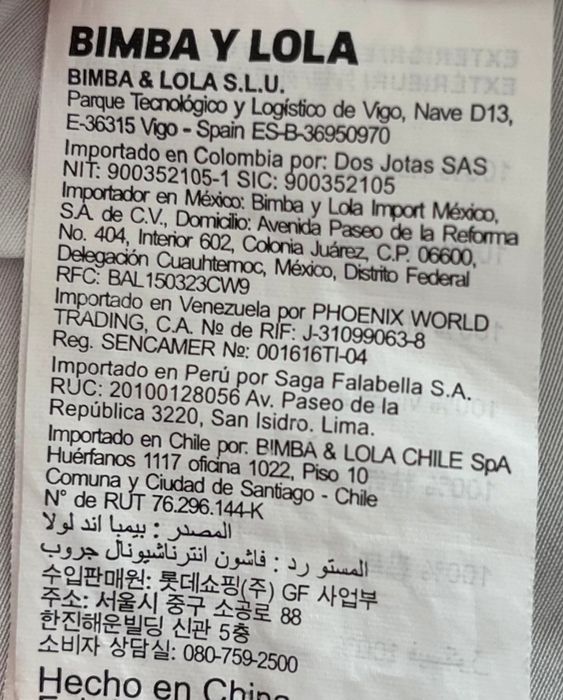 BIMBA Y LOLA
BIMBA & LOLA S.L.U.
Parque Tecnológico y Logístico de Vigo, Nave D13,
E-36315 Vigo - Spain ES-B-36950970
Importado en Colombia por: Dos Jotas SAS
NIT: 900352105-1 SIC: 900352105
Importador en México: Bimba y Lola Import México,
S.A. de C.V., Domicilio: Avenida Paseo de la Reforma
No. 404, Interior 602, Colonia Juárez, C.P. 06600,
Delegación Cuauhtemoc, México, Distrito Federal
RFC: BAL150323CW9
Importado en Venezuela por PHOENIX WORLD
TRADING, C.A. Nº de RIF: J-31099063-8
Reg. SENCAMER Nº: 001616TI-04
Importado en Perú por Saga Falabella S.A.
RUC: 20100128056 Av. Paseo de la
República 3220, San Isidro. Lima.
Importado en Chile por: BIMBA & LOLA CHILE SpA
Huérfanos 1117 oficina 1022, Piso 10
Comuna y Ciudad de Santiago - Chile
N° de RUT 76.296.144-K
المصدر : بيمبا اند لولا
المستو رد : فاشون انترناشيونال جروب
수입판매원: 롯데쇼핑(주) GF 사업부
주소: 서울시 중구 소공로 88
한진해운빌딩 신관 5층
소비자 상담실: 080-759-2500
Hecho en China